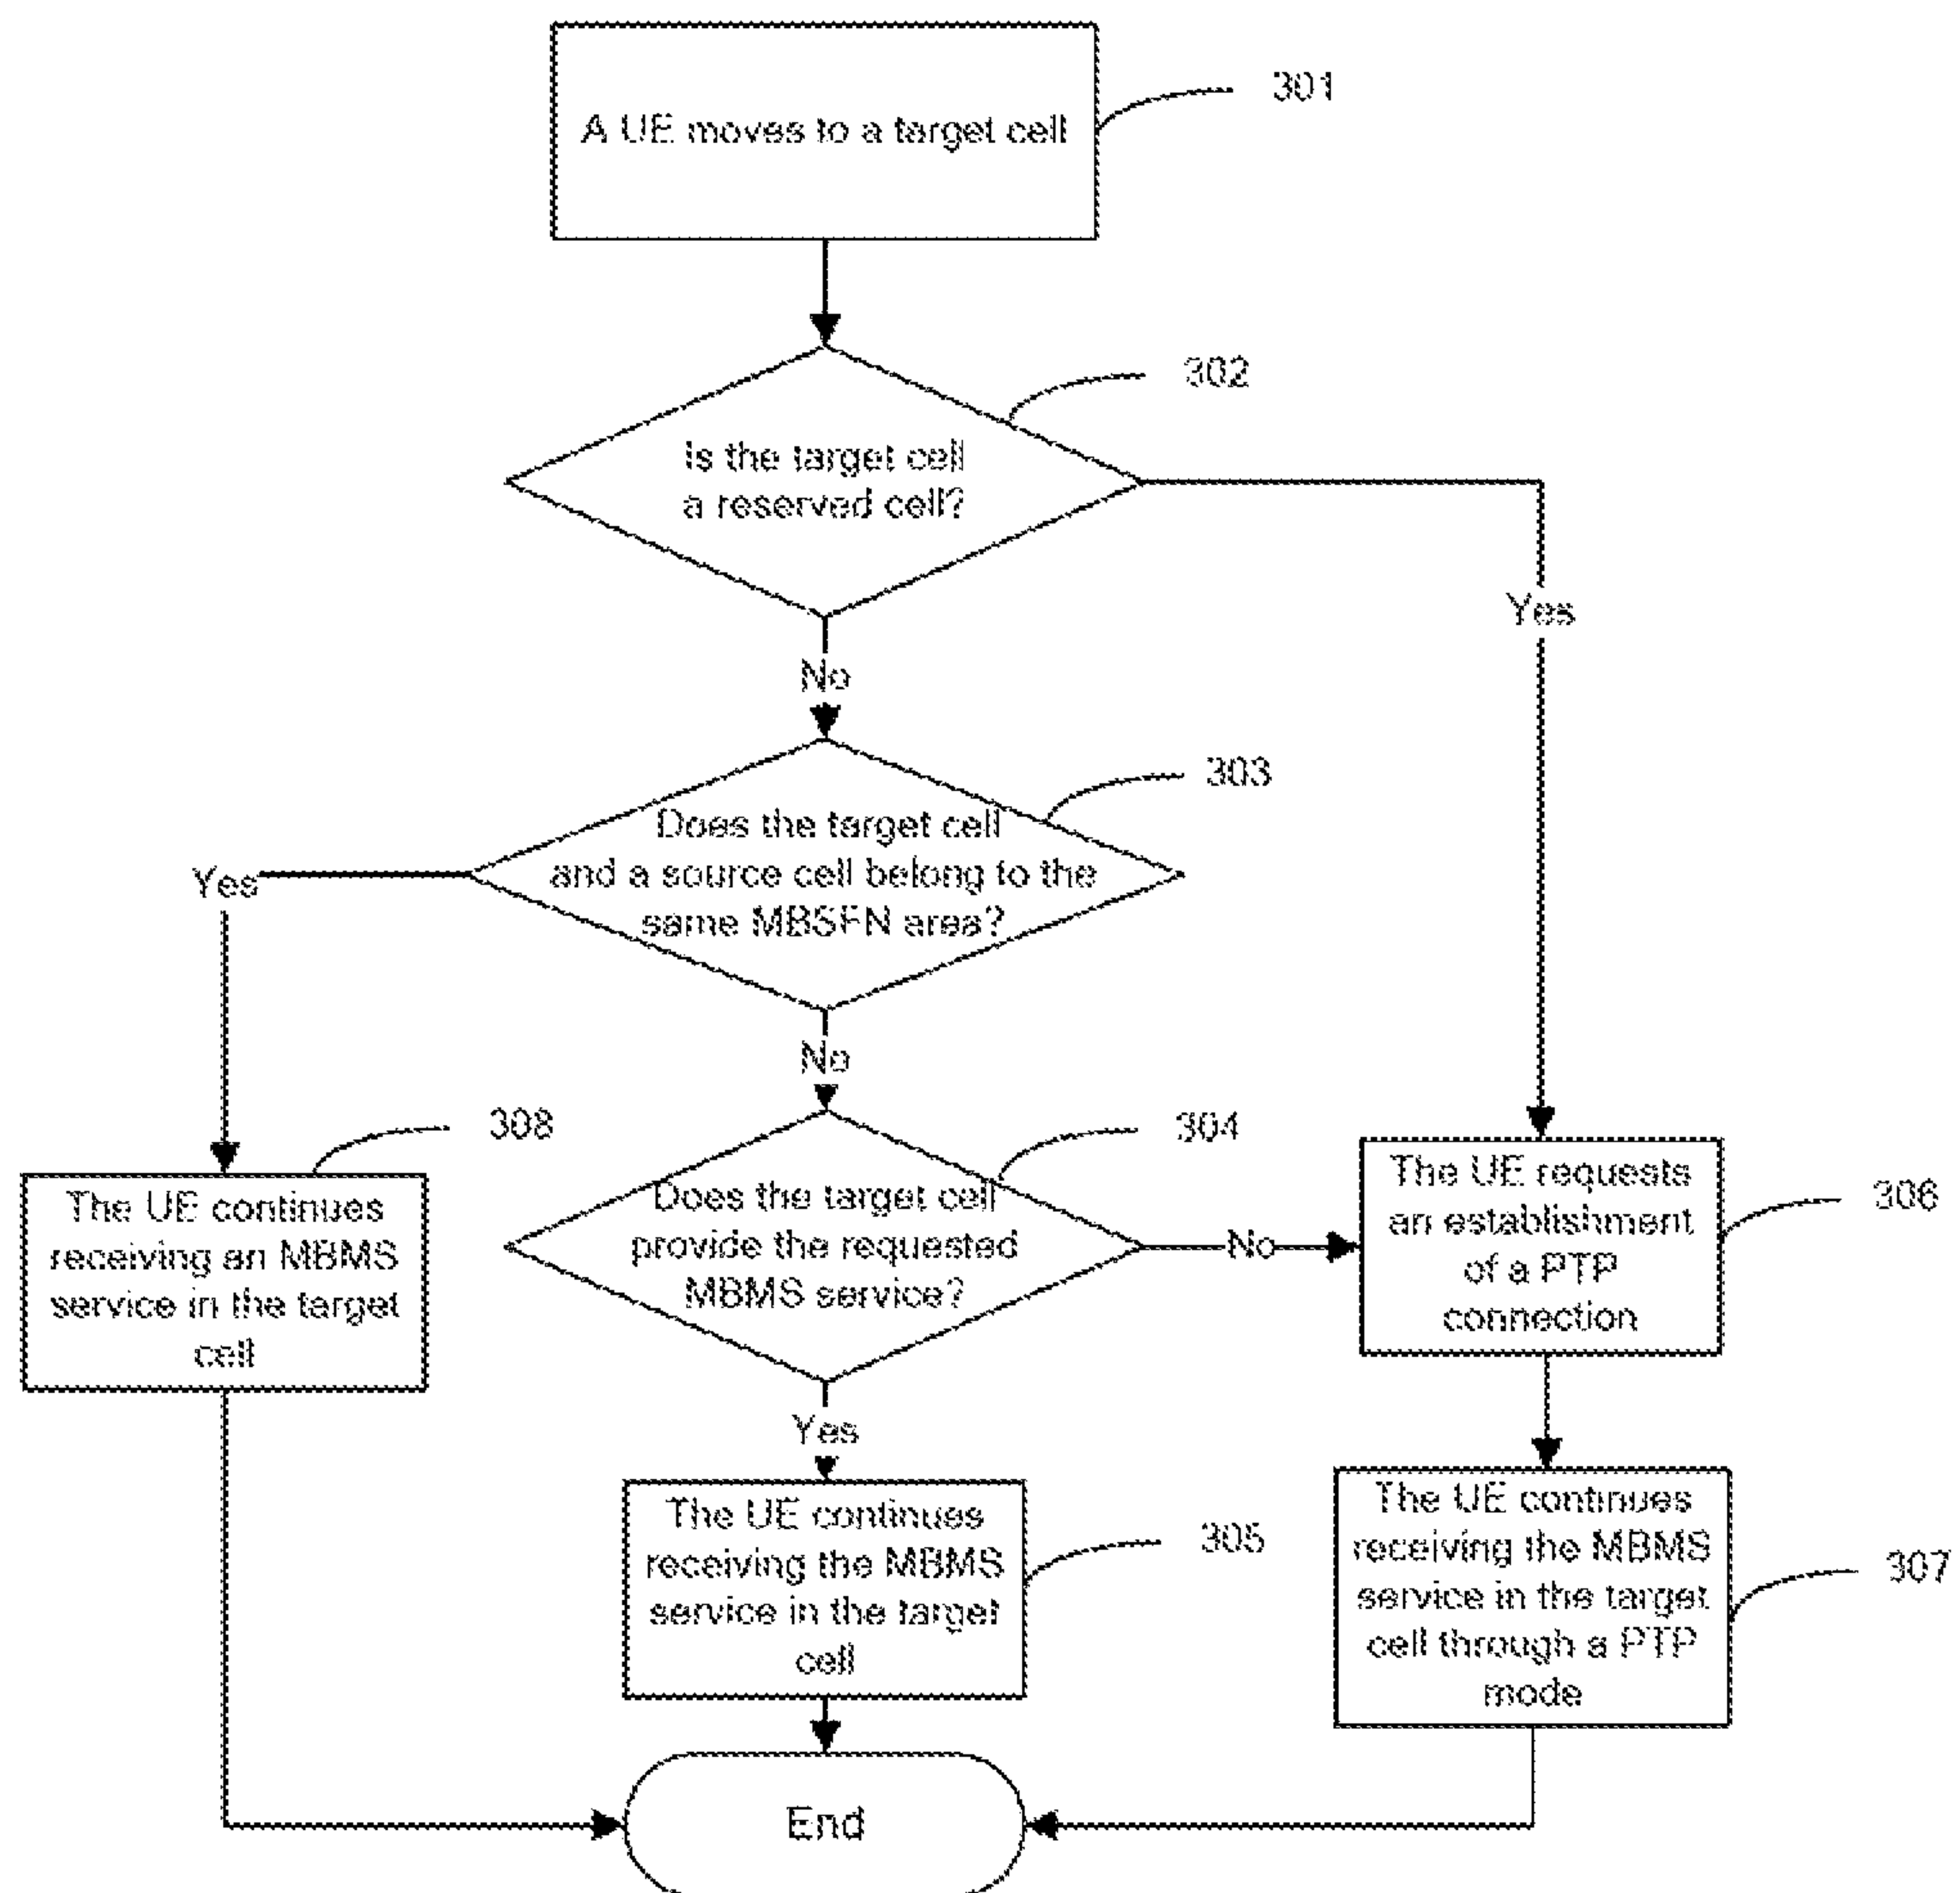 A UE moves to a target cell
301
302
Is the target cell
a reserved cell?
Yes
No
303
Does the target cell
and a source cell belong to the
same MBSFN area?
Yes
No
308
The UE continues
receiving an MBMS
service in the target
cell
304
Does the target cell
provide the requested
MBMS service?
No
306
The UE requests
an establishment
of a PTP
connection
Yes
305
The UE continues
receiving the MBMS
service in the target
cell
307
The UE continues
receiving the MBMS
service in the target
cell through a PTP
mode
End